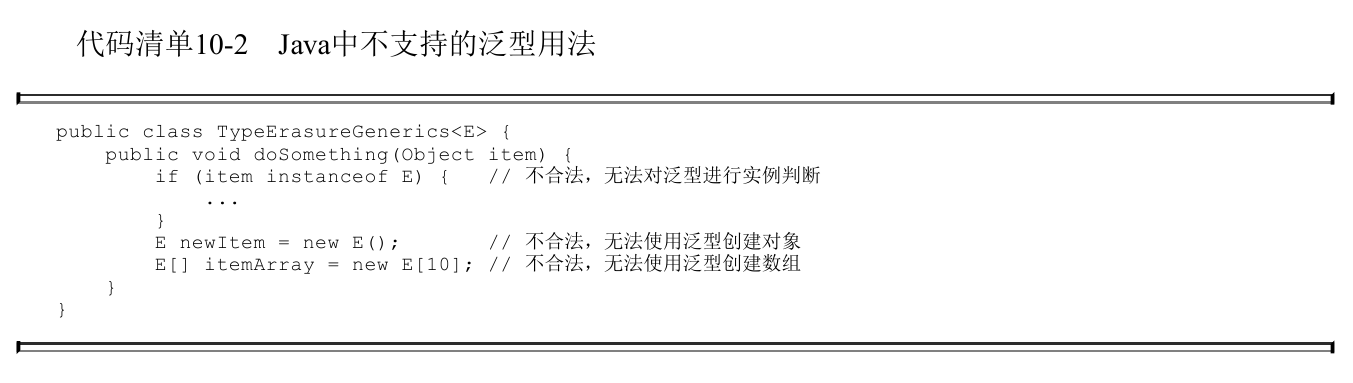 代码清单10-2 Java中不支持的泛型用法
public class TypeErasureGenerics<E> {
    public void doSomething(Object item) {
        if (item instanceof E) {   // 不合法，无法对泛型进行实例判断
            ...
        }
        E newItem = new E();       // 不合法，无法使用泛型创建对象
        E[] itemArray = new E[10]; // 不合法，无法使用泛型创建数组
    }
}